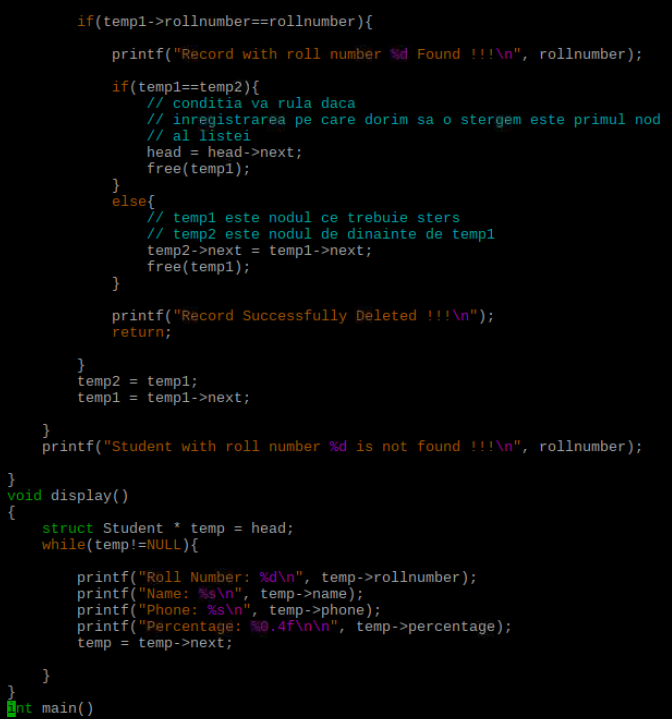 if(temp1->rollnumber==rollnumber){

            printf("Record with roll number %d Found !!!\n", rollnumber);

            if(temp1==temp2){
                // conditia va rula daca
                // inregistrarea pe care dorim sa o stergem este primul nod
                // al listei
                head = head->next;
                free(temp1);
            }
            else{
                // temp1 este nodul ce trebuie sters
                // temp2 este nodul de dinainte de temp1
                temp2->next = temp1->next;
                free(temp1);
            }

            printf("Record Successfully Deleted !!!\n");
            return;

        }
        temp2 = temp1;
        temp1 = temp1->next;

    }
    printf("Student with roll number %d is not found !!!\n", rollnumber);

}
void display()
{
    struct Student * temp = head;
    while(temp!=NULL){

        printf("Roll Number: %d\n", temp->rollnumber);
        printf("Name: %s\n", temp->name);
        printf("Phone: %s\n", temp->phone);
        printf("Percentage: %0.4f\n\n", temp->percentage);
        temp = temp->next;

    }
}
int main()